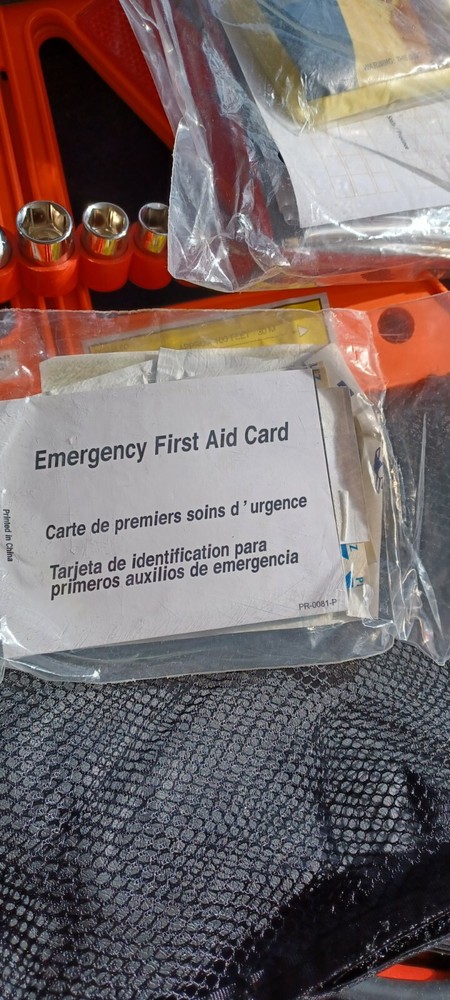 Emergency First Aid Card
Carte de premiers soins d'urgence
Tarjeta de identification para
primeros auxilios de emergencia
PR-0081-P
Printed in China